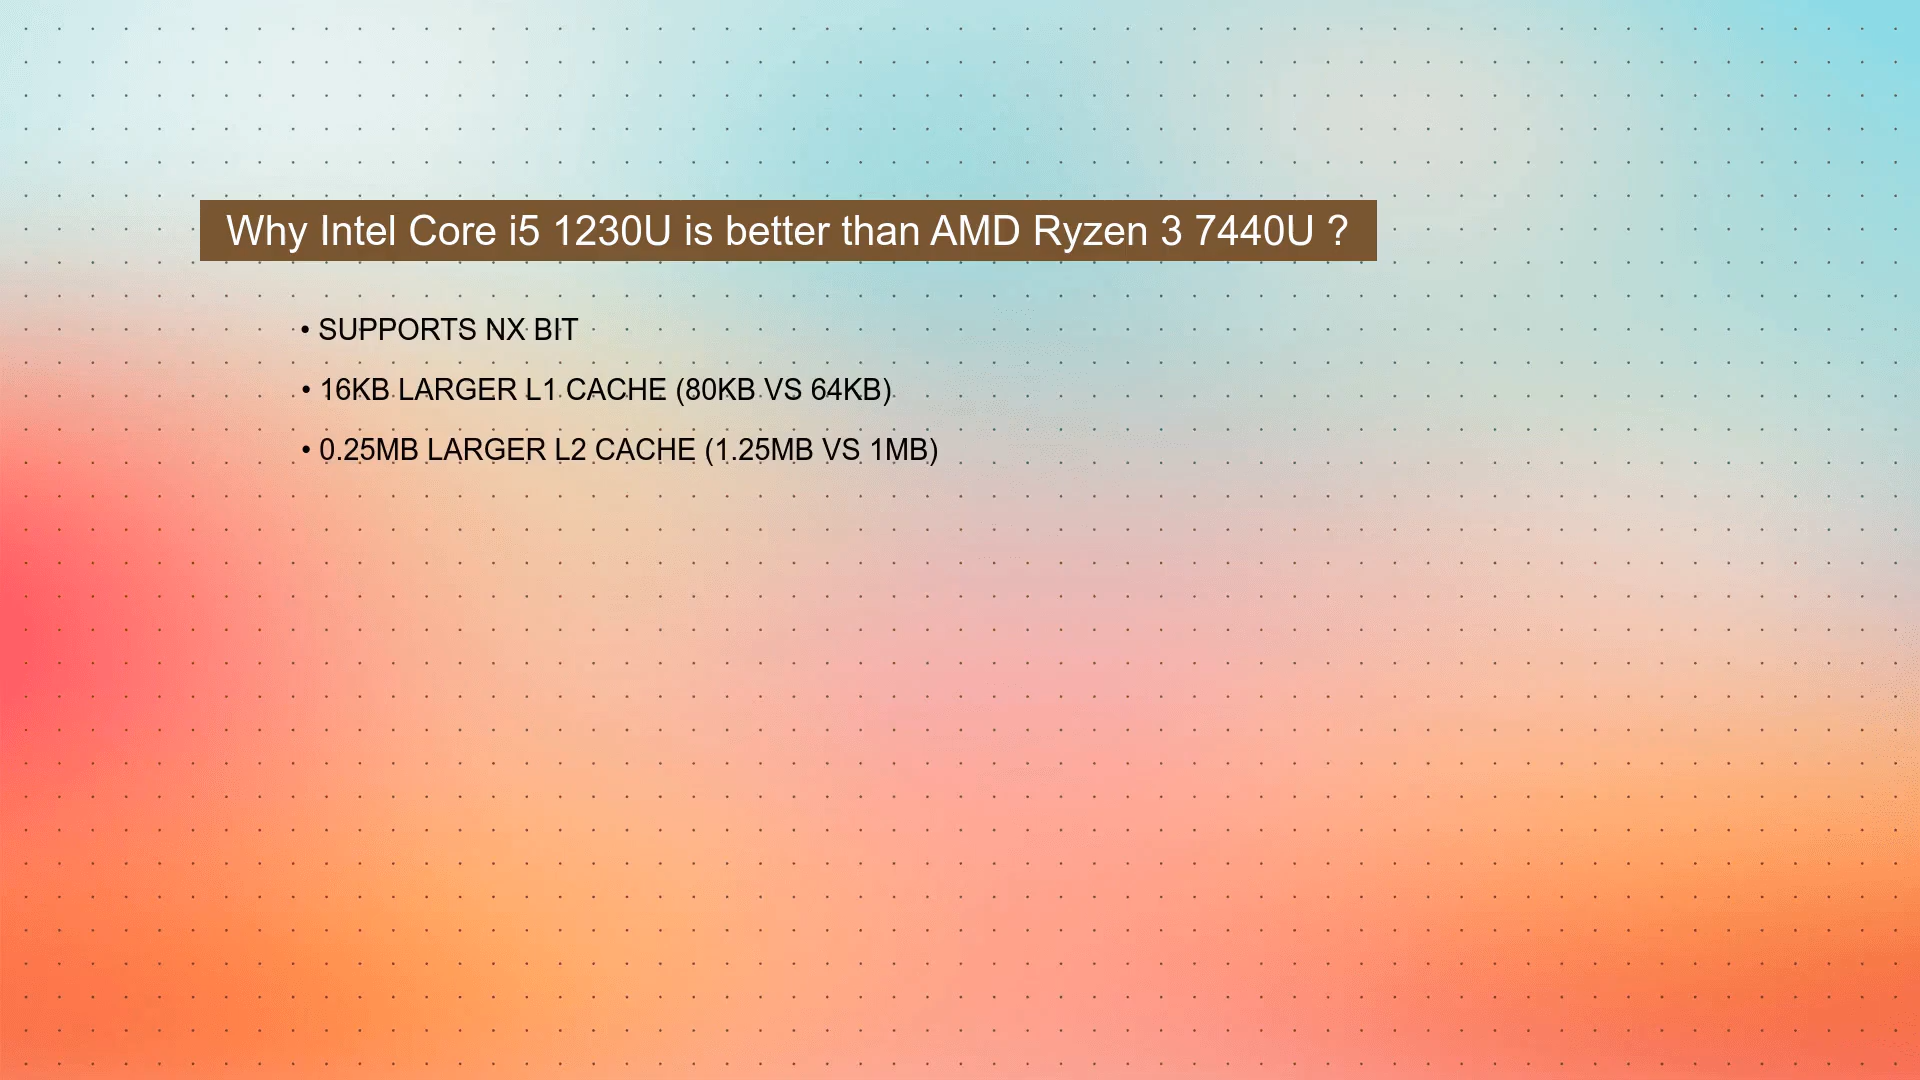 Why Intel Core i5 1230U is better than AMD Ryzen 3 7440U ?
• SUPPORTS NX BIT
• 16KB LARGER L1 CACHE (80KB VS 64KB)
• 0.25MB LARGER L2 CACHE (1.25MB VS 1MB)